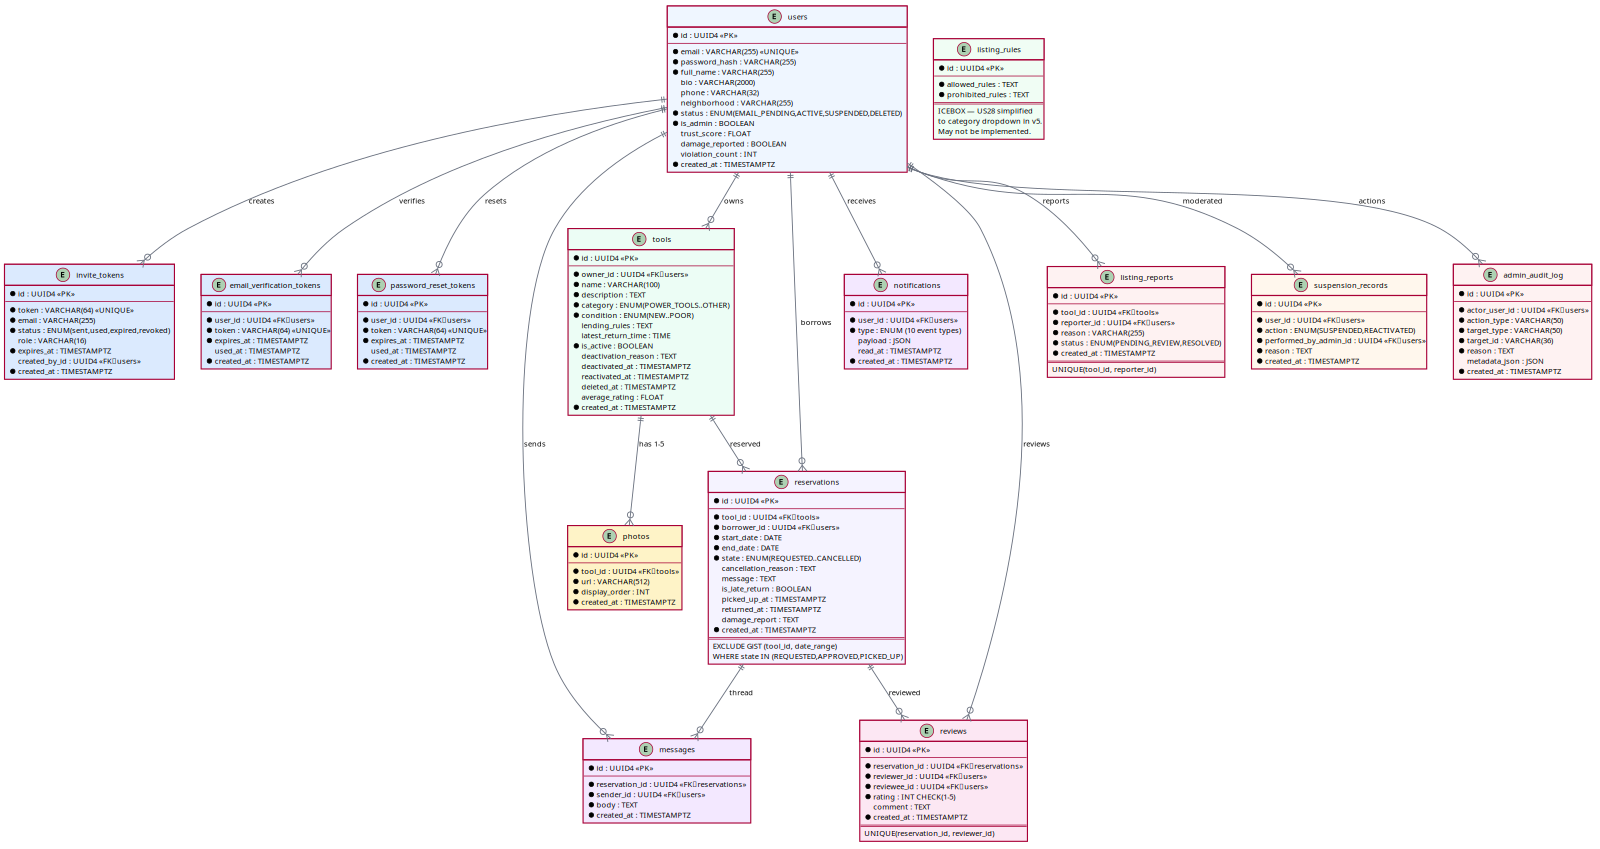 E users
id : UUID4 «PK»
email : VARCHAR(255) «UNIQUE»
password_hash : VARCHAR(255)
full_name : VARCHAR(255)
bio : VARCHAR(2000)
phone : VARCHAR(32)
neighborhood : VARCHAR(255)
status : ENUM(EMAIL_PENDING,ACTIVE,SUSPENDED,DELETED)
is_admin : BOOLEAN
trust_score : FLOAT
damage_reported : BOOLEAN
violation_count : INT
created_at : TIMESTAMPTZ
E listing_rules
id : UUID4 «PK»
allowed_rules : TEXT
prohibited_rules : TEXT
ICEBOX — US28 simplified
to category dropdown in v5.
May not be implemented.
creates
verifies
resets
owns
receives
reports
moderated
actions
E invite_tokens
id : UUID4 «PK»
token : VARCHAR(64) «UNIQUE»
email : VARCHAR(255)
status : ENUM(sent,used,expired,revoked)
role : VARCHAR(16)
expires_at : TIMESTAMPTZ
created_by_id : UUID4 «FK▯users»
created_at : TIMESTAMPTZ
E email_verification_tokens
id : UUID4 «PK»
user_id : UUID4 «FK▯users»
token : VARCHAR(64) «UNIQUE»
expires_at : TIMESTAMPTZ
used_at : TIMESTAMPTZ
created_at : TIMESTAMPTZ
E password_reset_tokens
id : UUID4 «PK»
user_id : UUID4 «FK▯users»
token : VARCHAR(64) «UNIQUE»
expires_at : TIMESTAMPTZ
used_at : TIMESTAMPTZ
created_at : TIMESTAMPTZ
E tools
id : UUID4 «PK»
owner_id : UUID4 «FK▯users»
name : VARCHAR(100)
description : TEXT
category : ENUM(POWER_TOOLS..OTHER)
condition : ENUM(NEW..POOR)
lending_rules : TEXT
latest_return_time : TIME
is_active : BOOLEAN
deactivation_reason : TEXT
deactivated_at : TIMESTAMPTZ
reactivated_at : TIMESTAMPTZ
deleted_at : TIMESTAMPTZ
average_rating : FLOAT
created_at : TIMESTAMPTZ
borrows
E notifications
id : UUID4 «PK»
user_id : UUID4 «FK▯users»
type : ENUM (10 event types)
payload : JSON
read_at : TIMESTAMPTZ
created_at : TIMESTAMPTZ
E listing_reports
id : UUID4 «PK»
tool_id : UUID4 «FK▯tools»
reporter_id : UUID4 «FK▯users»
reason : VARCHAR(255)
status : ENUM(PENDING,REVIEW,RESOLVED)
created_at : TIMESTAMPTZ
UNIQUE(tool_id, reporter_id)
E suspension_records
id : UUID4 «PK»
user_id : UUID4 «FK▯users»
action : ENUM(SUSPENDED,REACTIVATED)
performed_by_admin_id : UUID4 «FK▯users»
reason : TEXT
created_at : TIMESTAMPTZ
E admin_audit_log
id : UUID4 «PK»
actor_user_id : UUID4 «FK▯users»
action_type : VARCHAR(50)
target_type : VARCHAR(50)
target_id : VARCHAR(36)
reason : TEXT
metadata_json : JSON
created_at : TIMESTAMPTZ
sends
has 1-5
reserved
reviews
E photos
id : UUID4 «PK»
tool_id : UUID4 «FK▯tools»
url : VARCHAR(512)
display_order : INT
created_at : TIMESTAMPTZ
E reservations
id : UUID4 «PK»
tool_id : UUID4 «FK▯tools»
borrower_id : UUID4 «FK▯users»
start_date : DATE
end_date : DATE
state : ENUM(REQUESTED..CANCELLED)
cancellation_reason : TEXT
message : TEXT
is_late_return : BOOLEAN
picked_up_at : TIMESTAMPTZ
returned_at : TIMESTAMPTZ
damage_report : TEXT
created_at : TIMESTAMPTZ
EXCLUDE GIST (tool_id, date_range)
WHERE state IN (REQUESTED,APPROVED,PICKED_UP)
thread
reviewed
E messages
id : UUID4 «PK»
reservation_id : UUID4 «FK▯reservations»
sender_id : UUID4 «FK▯users»
body : TEXT
created_at : TIMESTAMPTZ
E reviews
id : UUID4 «PK»
reservation_id : UUID4 «FK▯reservations»
reviewer_id : UUID4 «FK▯users»
reviewee_id : UUID4 «FK▯users»
rating : INT CHECK(1-5)
comment : TEXT
created_at : TIMESTAMPTZ
UNIQUE(reservation_id, reviewer_id)